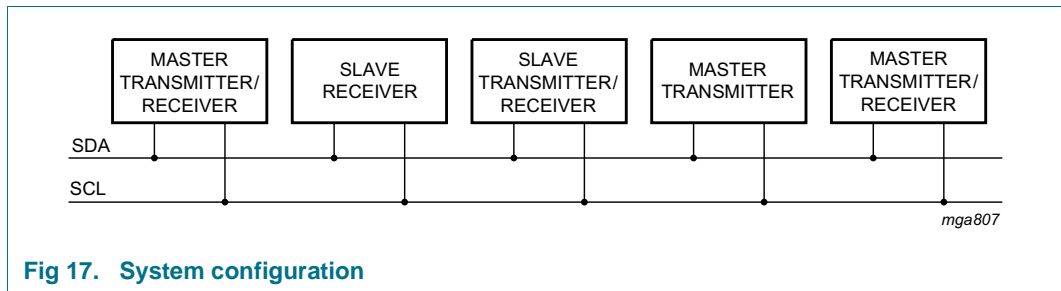 MASTER
TRANSMITTER/
RECEIVER
SLAVE
RECEIVER
SLAVE
TRANSMITTER/
RECEIVER
MASTER
TRANSMITTER
MASTER
TRANSMITTER/
RECEIVER
SDA
SCL
mga807
Fig 17. System configuration